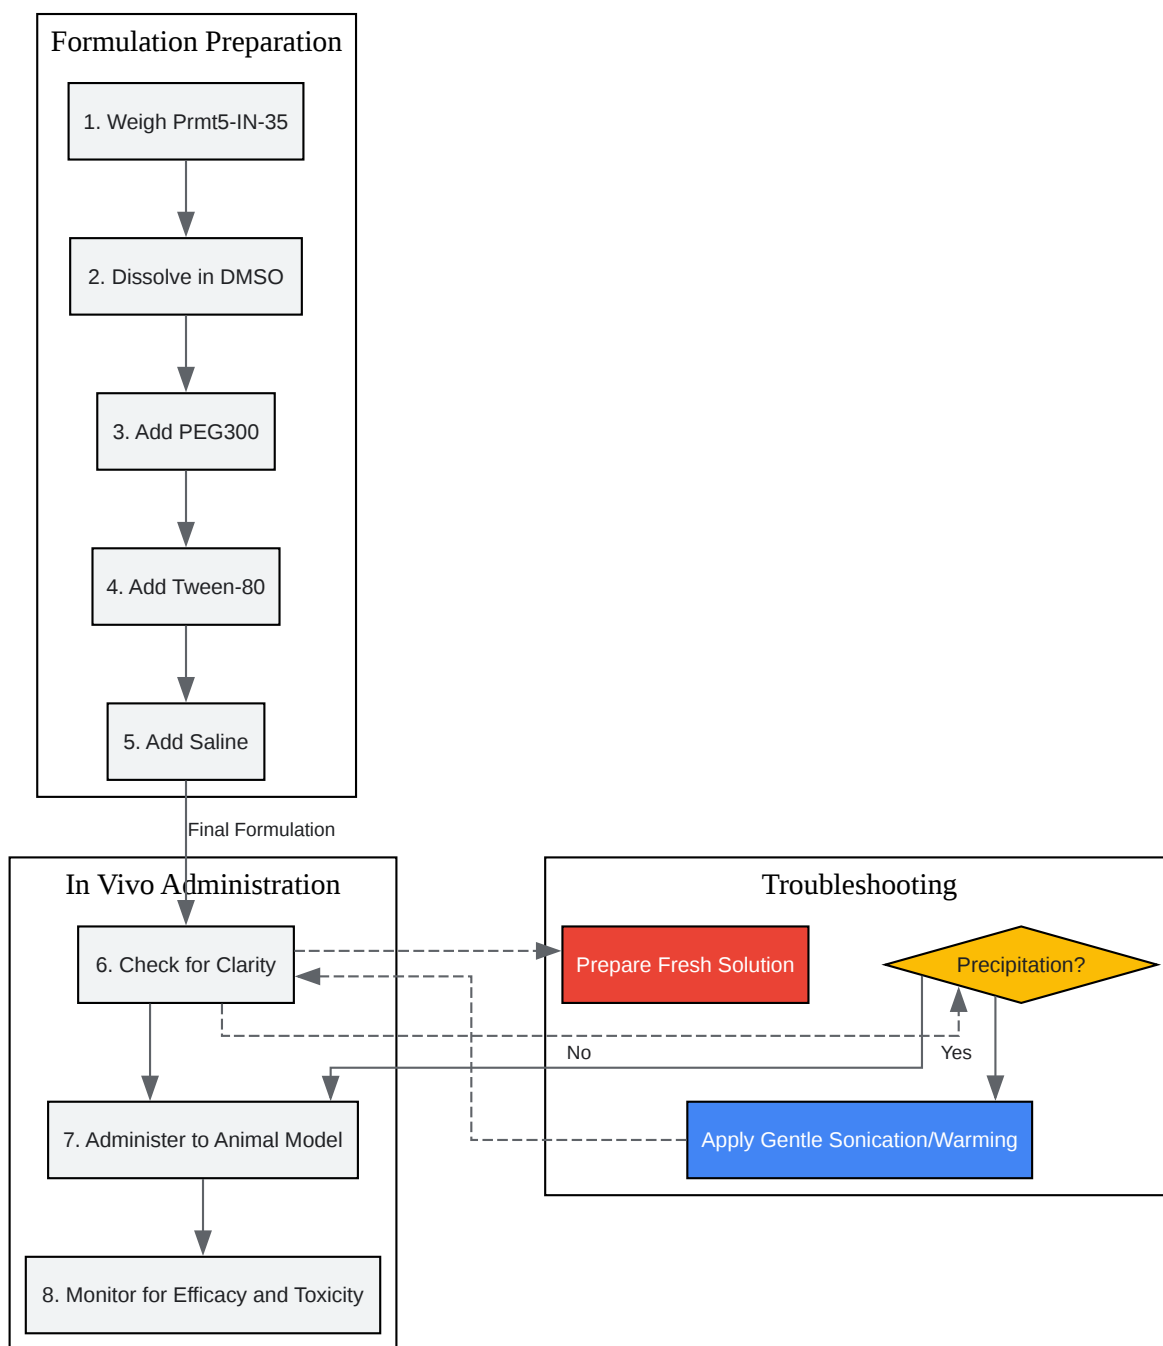 Formulation Preparation
1. Weigh Prmt5-IN-35
2. Dissolve in DMSO
3. Add PEG300
4. Add Tween-80
5. Add Saline
Final Formulation
In Vivo Administration
6. Check for Clarity
7. Administer to Animal Model
8. Monitor for Efficacy and Toxicity
Troubleshooting
Prepare Fresh Solution
Precipitation?
No
Yes
Apply Gentle Sonication/Warming